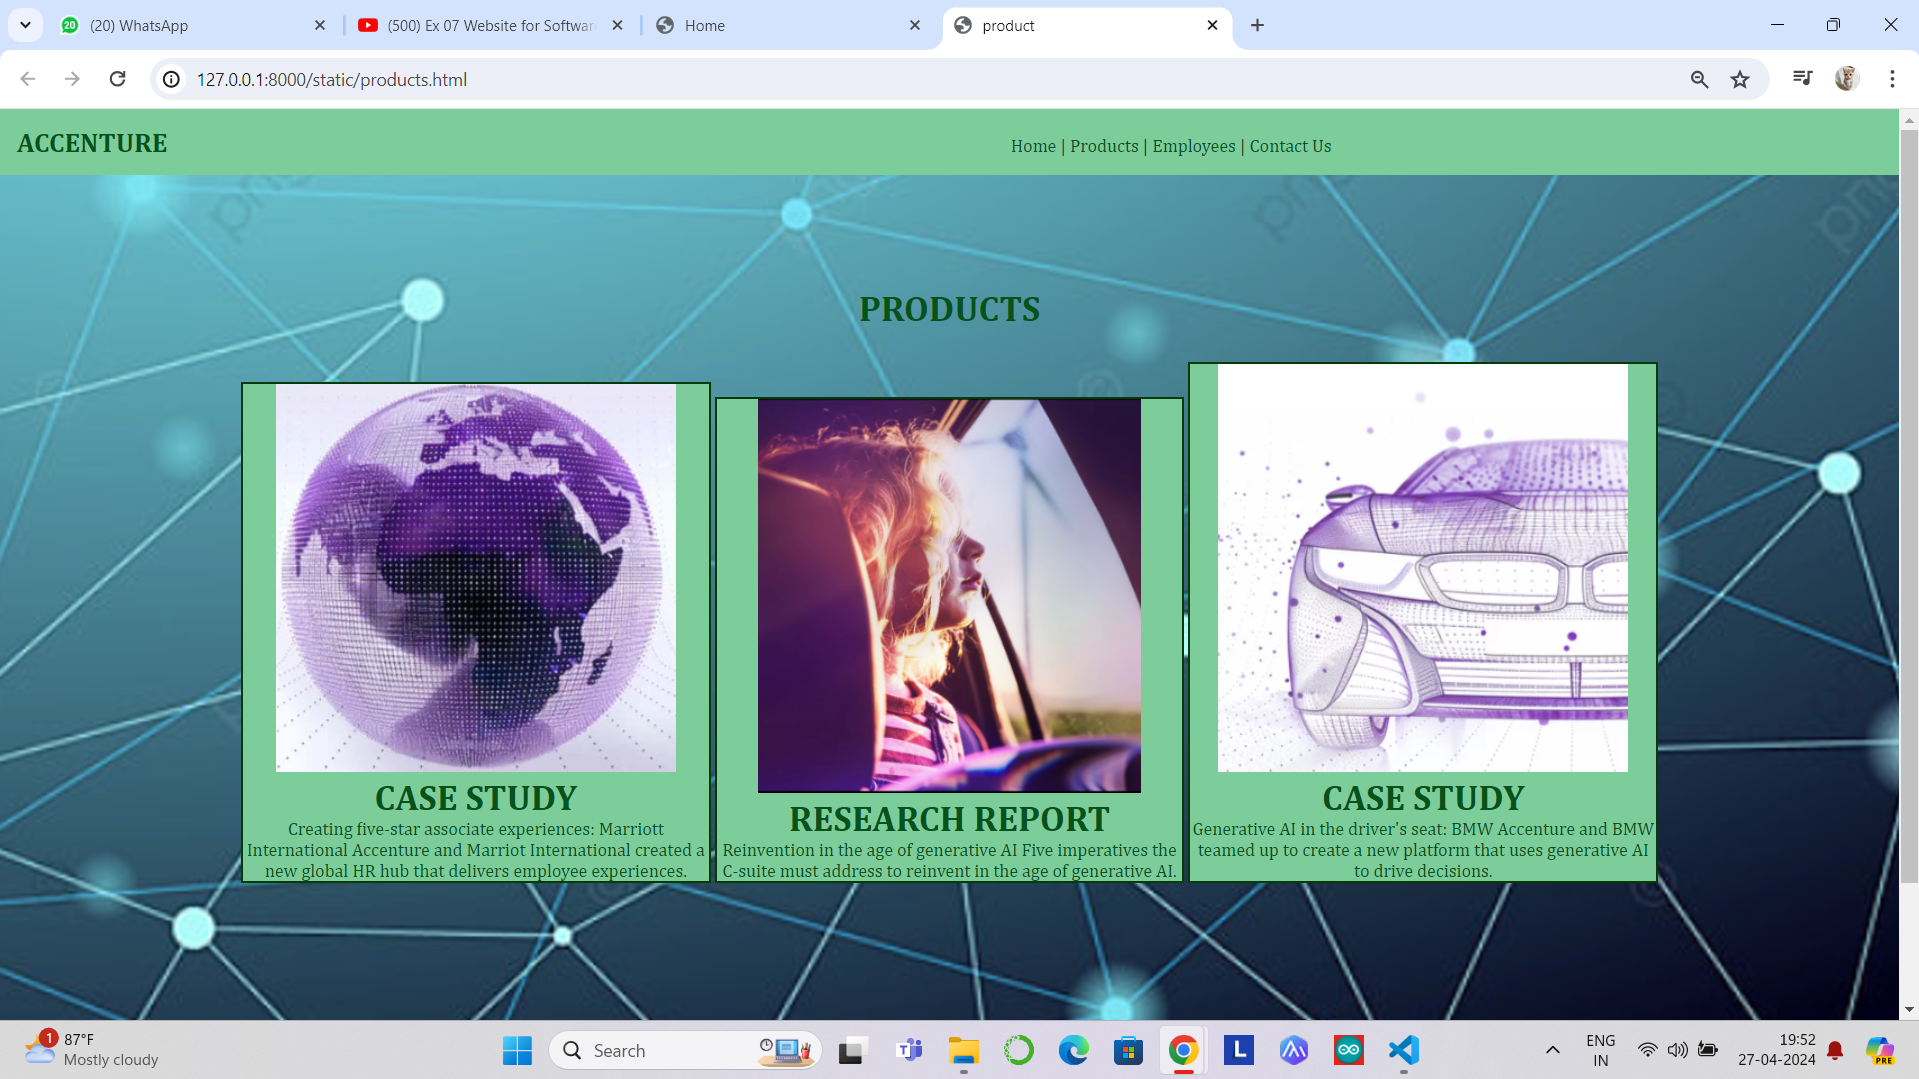 (20) WhatsApp
(500) Ex 07 Website for Softwar
Home
product
127.0.0.1:8000/static/products.html
ACCENTURE
Home | Products | Employees | Contact Us
PRODUCTS
CASE STUDY
Creating five-star associate experiences: Marriott
International Accenture and Marriot International created a
new global HR hub that delivers employee experiences.
RESEARCH REPORT
Reinvention in the age of generative AI Five imperatives the
C-suite must address to reinvent in the age of generative AI.
CASE STUDY
Generative AI in the driver's seat: BMW Accenture and BMW
teamed up to create a new platform that uses generative AI
to drive decisions.
1
87°F
Mostly cloudy
Search
L
ENG
IN
19:52
27-04-2024
PRE